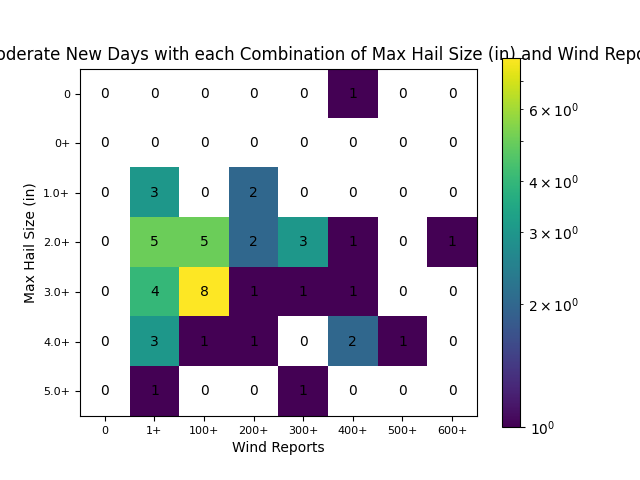 oderate New Days with each Combination of Max Hail Size (in) and Wind Repo
Max Hail Size (in)
0 0 0 0 0 0 1 0 0
0+ 0 0 0 0 0 0 0 0
1.0+ 0 3 0 2 0 0 0 0
2.0+ 0 5 5 2 3 1 0 1
3.0+ 0 4 8 1 1 1 0 0
4.0+ 0 3 1 1 0 2 1 0
5.0+ 0 1 0 0 1 0 0 0
0 1+ 100+ 200+ 300+ 400+ 500+ 600+
Wind Reports
6×10⁰
4×10⁰
3×10⁰
2×10⁰
10⁰